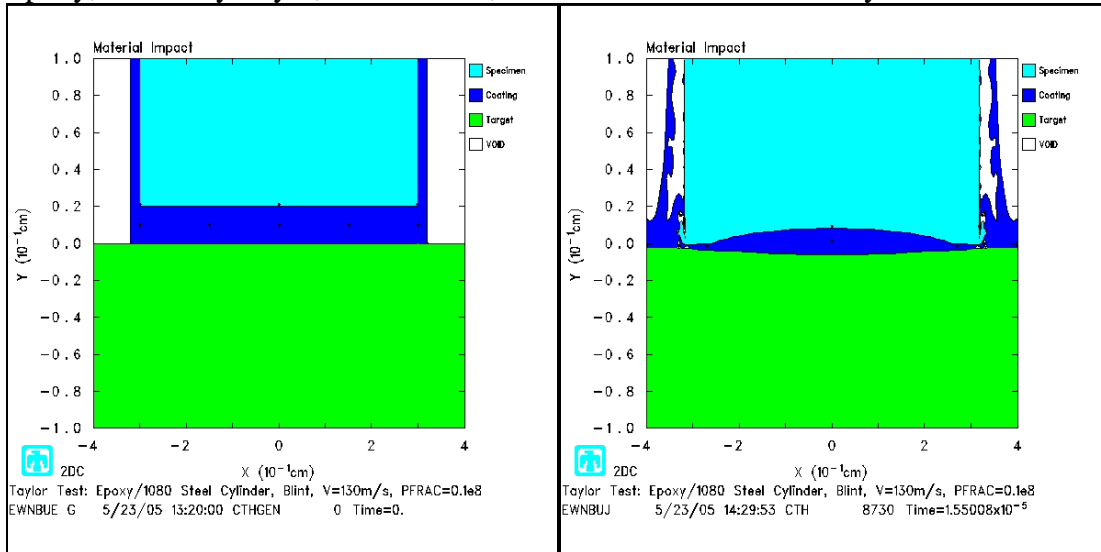 Material Impact
1.0
0.8
0.6
0.4
0.2
0.0
-0.2
-0.4
-0.6
-0.8
-1.0
Y (10⁻¹cm)
-4 -2 0 2 4
X (10⁻¹cm)
Specimen
Coating
Target
VOID
2DC
Taylor Test: Epoxy/1080 Steel Cylinder, Blint, V=130m/s, PFRAC=0.1e8
EWNBUE G 5/23/05 13:20:00 CTHGEN 0 Time=0.
Material Impact
1.0
0.8
0.6
0.4
0.2
0.0
-0.2
-0.4
-0.6
-0.8
-1.0
Y (10⁻¹cm)
-4 -2 0 2 4
X (10⁻¹cm)
Specimen
Coating
Target
VOID
2DC
Taylor Test: Epoxy/1080 Steel Cylinder, Blint, V=130m/s, PFRAC=0.1e8
EWNBUJ 5/23/05 14:29:53 CTH 8730 Time=1.55008x10⁻⁵